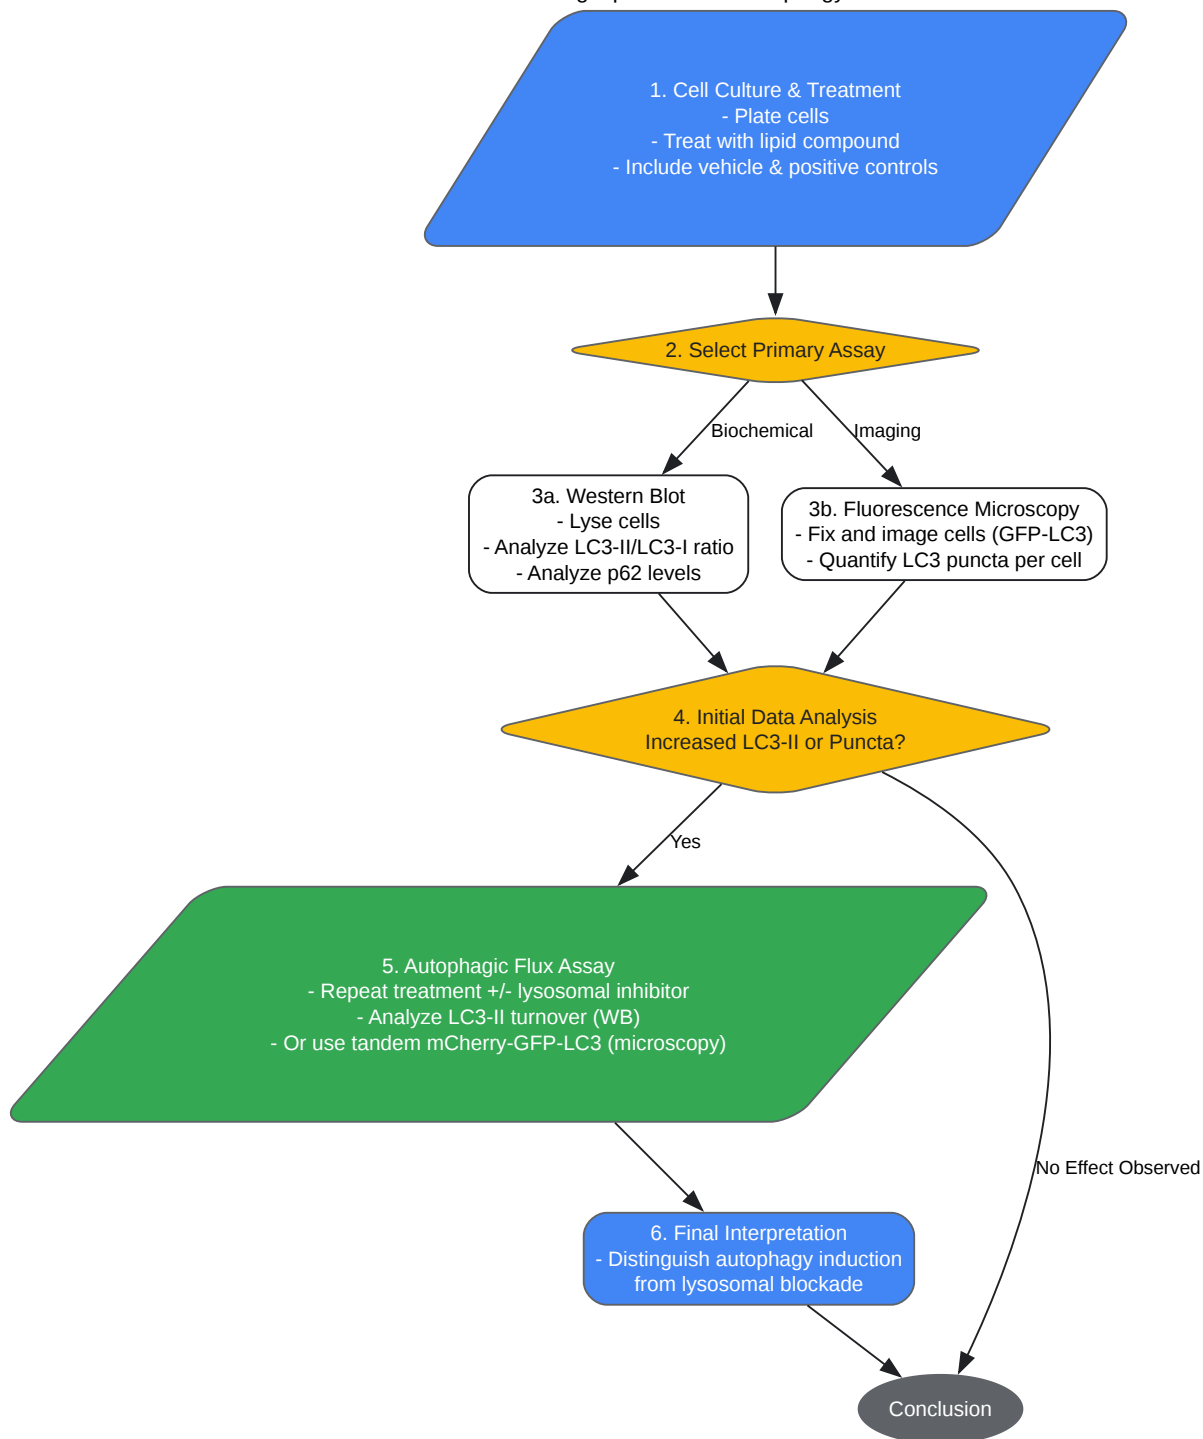 1. Cell Culture & Treatment
- Plate cells
- Treat with lipid compound
- Include vehicle & positive controls
2. Select Primary Assay
Biochemical
Imaging
3a. Western Blot
- Lyse cells
- Analyze LC3-II/LC3-I ratio
- Analyze p62 levels
3b. Fluorescence Microscopy
- Fix and image cells (GFP-LC3)
- Quantify LC3 puncta per cell
4. Initial Data Analysis
Increased LC3-II or Puncta?
Yes
5. Autophagic Flux Assay
- Repeat treatment +/- lysosomal inhibitor
- Analyze LC3-II turnover (WB)
- Or use tandem mCherry-GFP-LC3 (microscopy)
No Effect Observed
6. Final Interpretation
- Distinguish autophagy induction
from lysosomal blockade
Conclusion